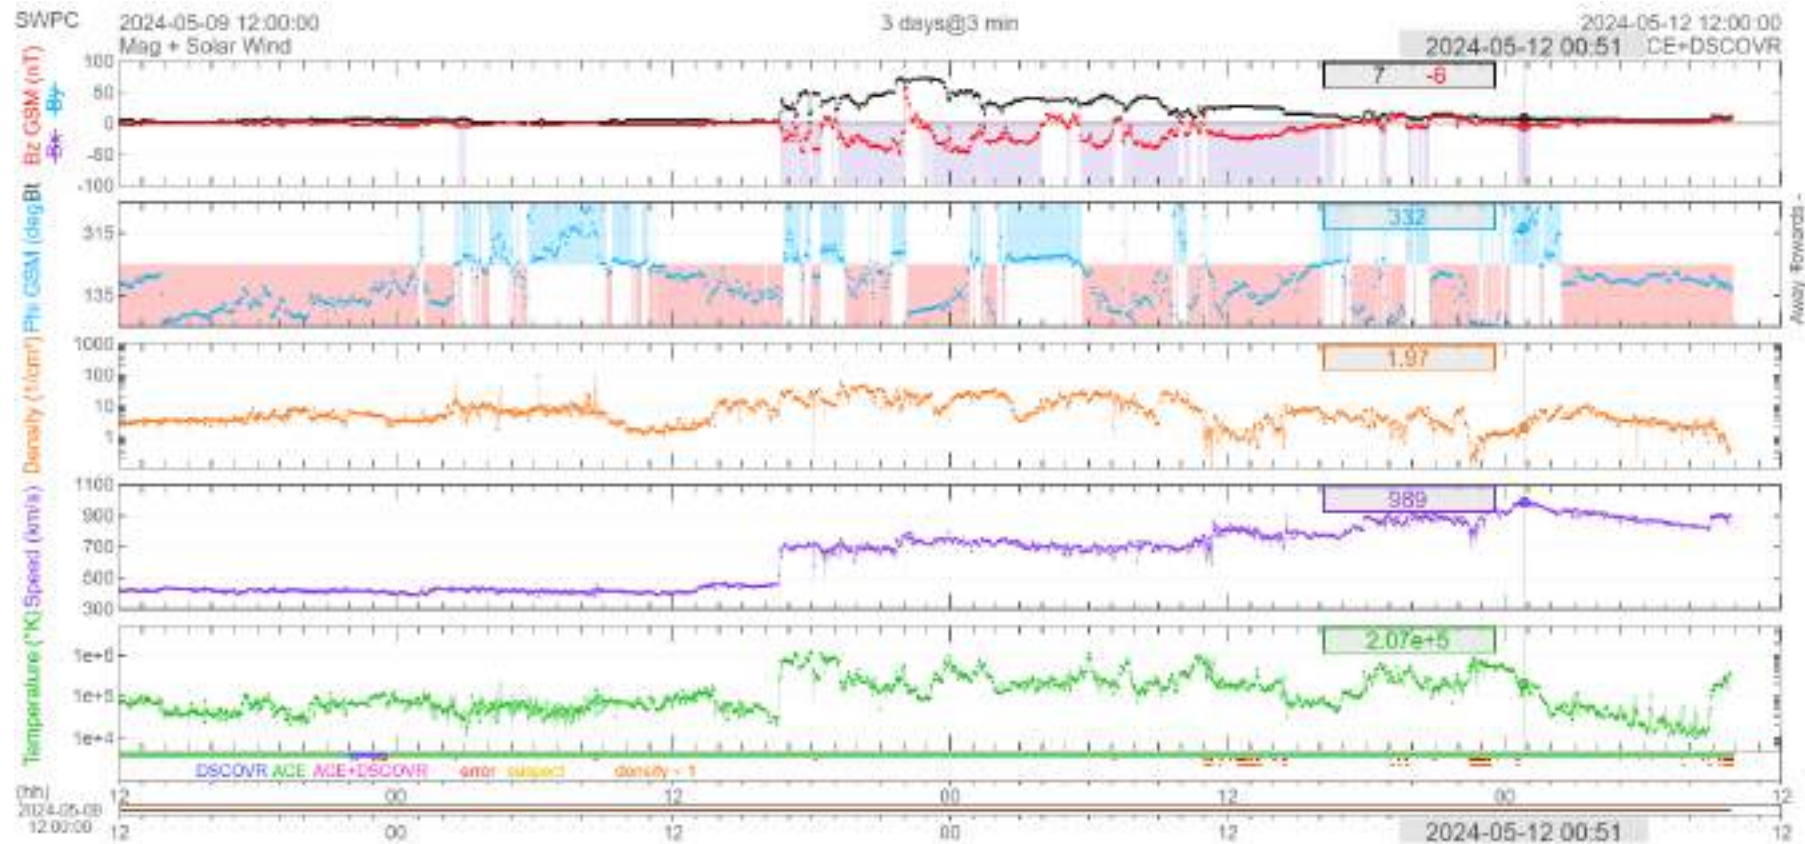 SWPC 2024-05-09 12:00:00 3 days@3 min 2024-05-12 12:00:00
Mag + Solar Wind 2024-05-12 00:51 CE+DSCOVR
Bt Bz GSM (nT)
Bx By
100
50
0
-50
-100
7 -6
Phi GSM (deg)
315
135
332
Away + Towards -
Density (1/cm³)
1000
100
10
1
1.97
Speed (km/s)
1100
900
700
500
300
989
Temperature (°K)
1e+6
1e+5
1e+4
2.07e+5
DSCOVR ACE ACE+DSCOVR error suspect density < 1
(hh) 12 00 12 00 12 00 12
2024-05-09
12:00:00
12 00 12 00 12 2024-05-12 00:51 12